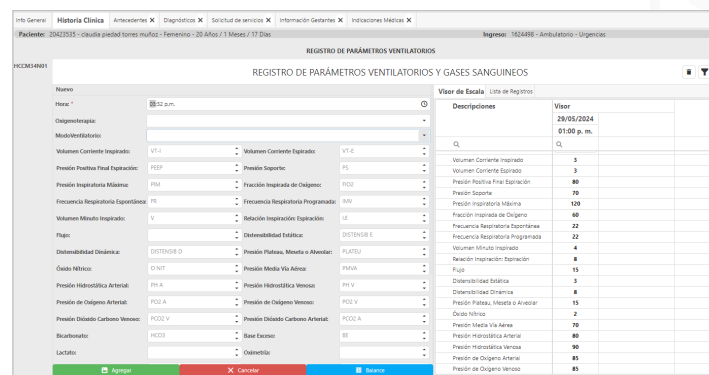 Info General Historia Clínica Antecedentes X Diagnósticos X Solicitud de servicios X Información Gestantes X Indicaciones Médicas X
Paciente: 20423535 - claudia piedad torres muñoz - Femenino - 20 Años / 1 Meses / 17 Días Ingreso: 1624498 - Ambulatorio - Urgencias
REGISTRO DE PARÁMETROS VENTILATORIOS
HCCM34N01
REGISTRO DE PARÁMETROS VENTILATORIOS Y GASES SANGUINEOS
Nuevo
Hora: * 02:52 p.m.
Oxigenoterapia:
ModoVentilatorio:
Volumen Corriente Inspirado: VT-I Volumen Corriente Espirado: VT-E
Presión Positiva Final Espiración: PEEP Presión Soporte: PS
Presión Inspiratoria Máxima: PIM Fracción Inspirada de Oxígeno: FIO2
Frecuencia Respiratoria Espontánea: FR Frecuencia Respiratoria Programada: IMV
Volumen Minuto Inspirado: V Relación Inspiración: Espiración: I.E
Flujo: Distensibilidad Estática: DISTENSIB E
Distensibilidad Dinámica: DISTENSIB D Presión Plateau, Meseta o Alveolar: PLATEU
Óxido Nítrico: O NIT Presión Media Vía Aérea: PMVA
Presión Hidrostática Arterial: PH A Presión Hidrostática Venosa: PH V
Presión de Oxígeno Arterial: PO2 A Presión de Oxígeno Venoso: PO2 V
Presión Dióxido Carbono Venoso: PCO2 V Presión Dióxido Carbono Arterial: PCO2 A
Bicarbonato: HCO3 Base Exceso: BE
Lactato: Oximetría:
Agregar Cancelar Balance
Visor de Escala Lista de Registros
Descripciones Visor
29/05/2024
01:00 p. m.
Volumen Corriente Inspirado 3
Volumen Corriente Espirado 3
Presión Positiva Final Espiración 80
Presión Soporte 70
Presión Inspiratoria Máxima 120
Fracción Inspirada de Oxígeno 60
Frecuencia Respiratoria Espontánea 22
Frecuencia Respiratoria Programada 22
Volumen Minuto Inspirado 4
Relación Inspiración: Espiración 8
Flujo 15
Distensibilidad Estática 3
Distensibilidad Dinámica 8
Presión Plateau, Meseta o Alveolar 15
Óxido Nítrico 2
Presión Media Vía Aérea 70
Presión Hidrostática Arterial 80
Presión Hidrostática Venosa 90
Presión de Oxígeno Arterial 85
Presión de Oxígeno Venoso 85